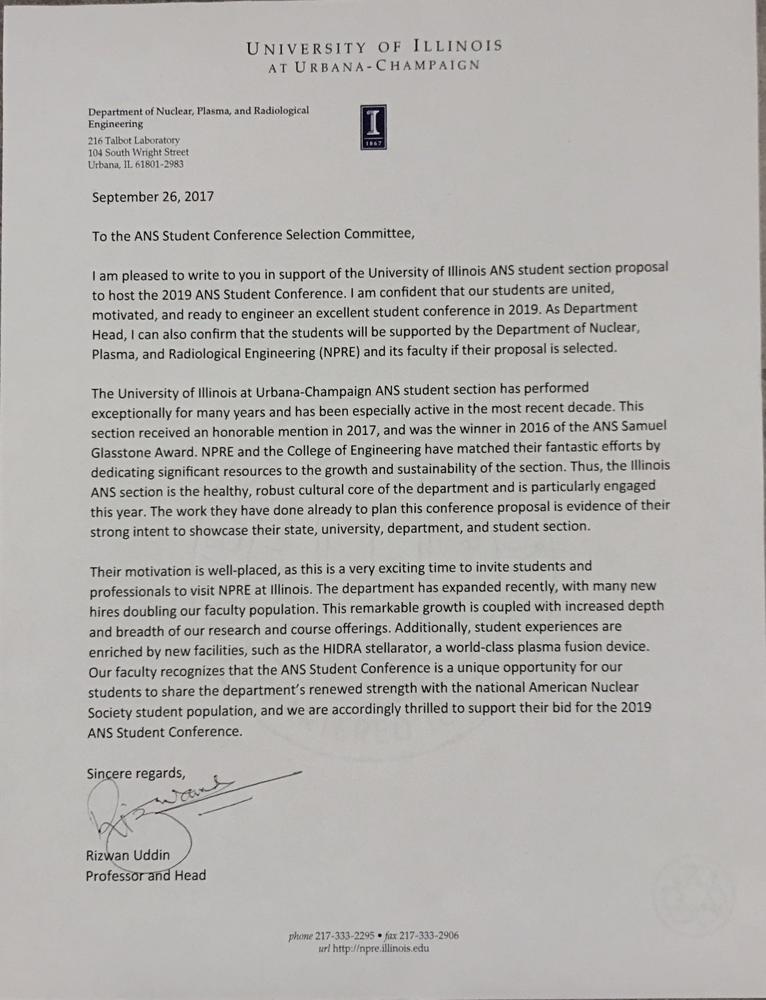 UNIVERSITY OF ILLINOIS
AT URBANA-CHAMPAIGN
Department of Nuclear, Plasma, and Radiological
Engineering
216 Talbot Laboratory
104 South Wright Street
Urbana, IL 61801-2983
I
1867
September 26, 2017
To the ANS Student Conference Selection Committee,
I am pleased to write to you in support of the University of Illinois ANS student section proposal
to host the 2019 ANS Student Conference. I am confident that our students are united,
motivated, and ready to engineer an excellent student conference in 2019. As Department
Head, I can also confirm that the students will be supported by the Department of Nuclear,
Plasma, and Radiological Engineering (NPRE) and its faculty if their proposal is selected.
The University of Illinois at Urbana-Champaign ANS student section has performed
exceptionally for many years and has been especially active in the most recent decade. This
section received an honorable mention in 2017, and was the winner in 2016 of the ANS Samuel
Glasstone Award. NPRE and the College of Engineering have matched their fantastic efforts by
dedicating significant resources to the growth and sustainability of the section. Thus, the Illinois
ANS section is the healthy, robust cultural core of the department and is particularly engaged
this year. The work they have done already to plan this conference proposal is evidence of their
strong intent to showcase their state, university, department, and student section.
Their motivation is well-placed, as this is a very exciting time to invite students and
professionals to visit NPRE at Illinois. The department has expanded recently, with many new
hires doubling our faculty population. This remarkable growth is coupled with increased depth
and breadth of our research and course offerings. Additionally, student experiences are
enriched by new facilities, such as the HIDRA stellarator, a world-class plasma fusion device.
Our faculty recognizes that the ANS Student Conference is a unique opportunity for our
students to share the department's renewed strength with the national American Nuclear
Society student population, and we are accordingly thrilled to support their bid for the 2019
ANS Student Conference.
Sincere regards,
Rizwan
Rizwan Uddin
Professor and Head
phone 217-333-2295 • fax 217-333-2906
url http://npre.illinois.edu